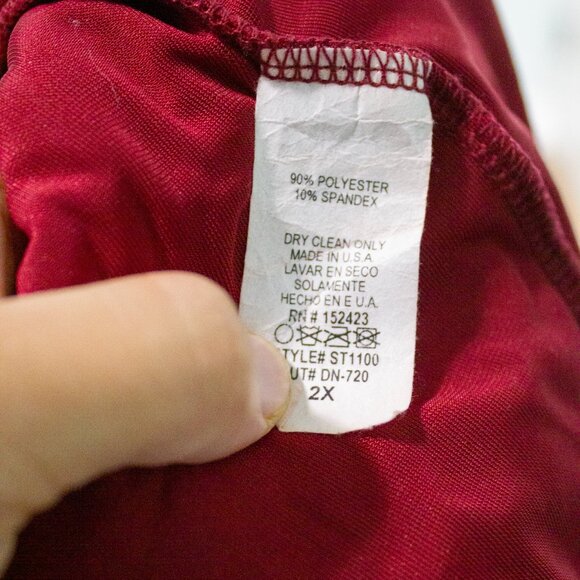 90% POLYESTER
10% SPANDEX
DRY CLEAN ONLY
MADE IN U.S.A
LAVAR EN SECO
SOLAMENTE
HECHO EN E U.A.
RN # 152423
TYLE# ST1100
UT# DN-720
2X